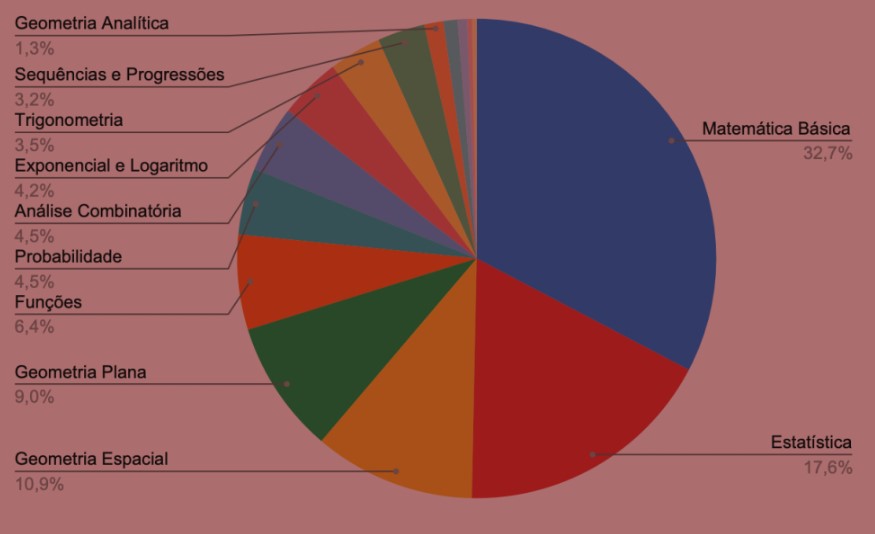 Geometria Analítica
1,3%
Sequências e Progressões
3,2%
Trigonometria
3,5%
Exponencial e Logaritmo
4,2%
Análise Combinatória
4,5%
Probabilidade
4,5%
Funções
6,4%
Geometria Plana
9,0%
Geometria Espacial
10,9%
Matemática Básica
32,7%
Estatística
17,6%